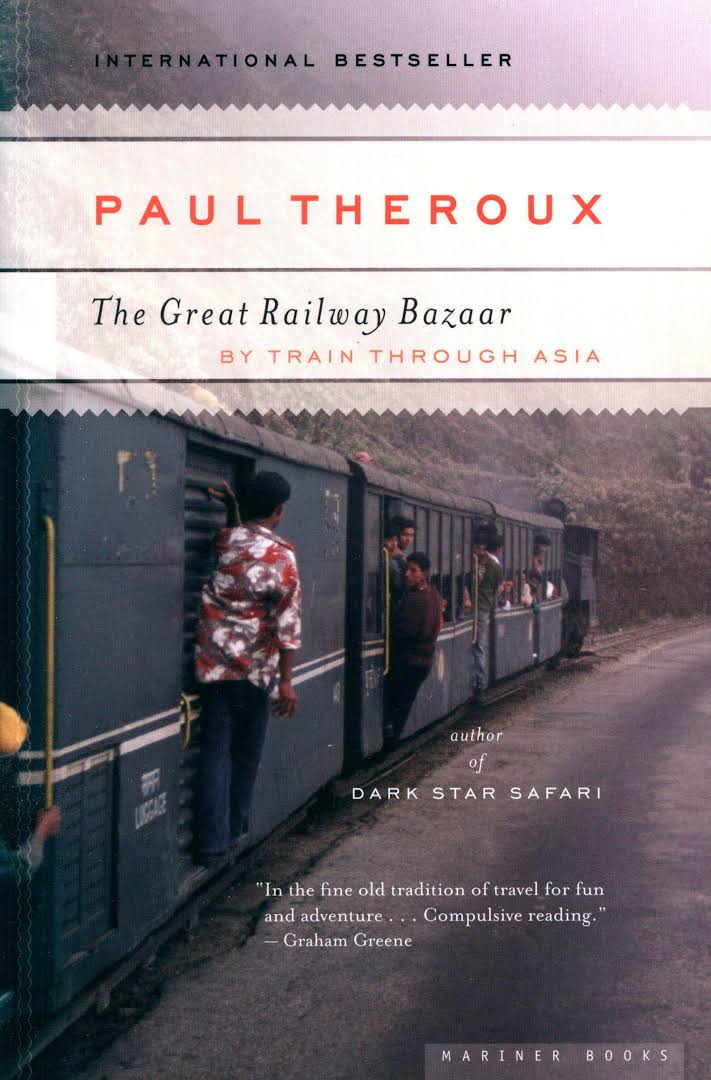 INTERNATIONAL BESTSELLER
PAUL THEROUX
The Great Railway Bazaar
BY TRAIN THROUGH ASIA
LUGGAGE
author
of
DARK STAR SAFARI
"In the fine old tradition of travel for fun
and adventure . . . Compulsive reading."
— Graham Greene
MARINER BOOKS